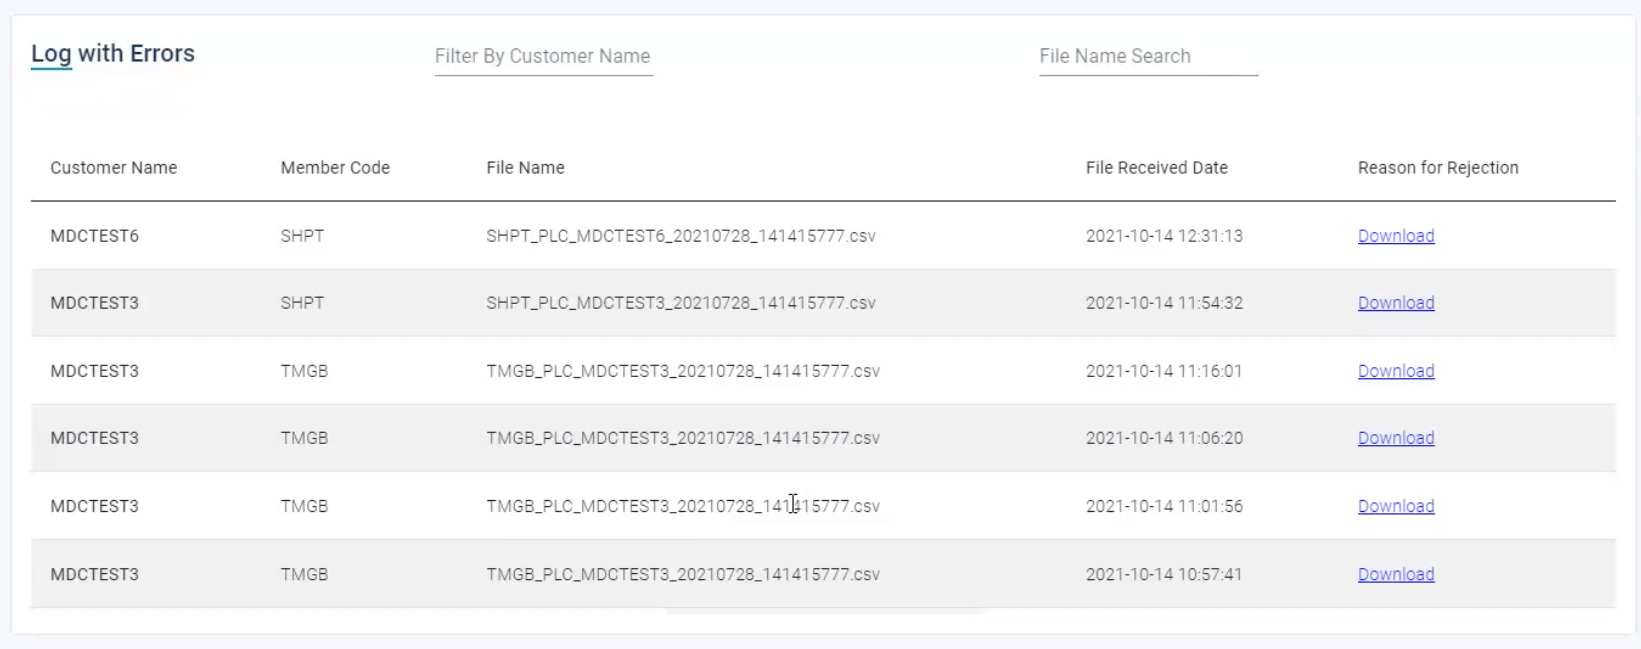 Log with Errors Filter By Customer Name File Name Search
Customer Name Member Code File Name File Received Date Reason for Rejection
MDCTEST6 SHPT SHPT_PLC_MDCTEST6_20210728_141415777.csv 2021-10-14 12:31:13 Download
MDCTEST3 SHPT SHPT_PLC_MDCTEST3_20210728_141415777.csv 2021-10-14 11:54:32 Download
MDCTEST3 TMGB TMGB_PLC_MDCTEST3_20210728_141415777.csv 2021-10-14 11:16:01 Download
MDCTEST3 TMGB TMGB_PLC_MDCTEST3_20210728_141415777.csv 2021-10-14 11:06:20 Download
MDCTEST3 TMGB TMGB_PLC_MDCTEST3_20210728_141415777.csv 2021-10-14 11:01:56 Download
MDCTEST3 TMGB TMGB_PLC_MDCTEST3_20210728_141415777.csv 2021-10-14 10:57:41 Download